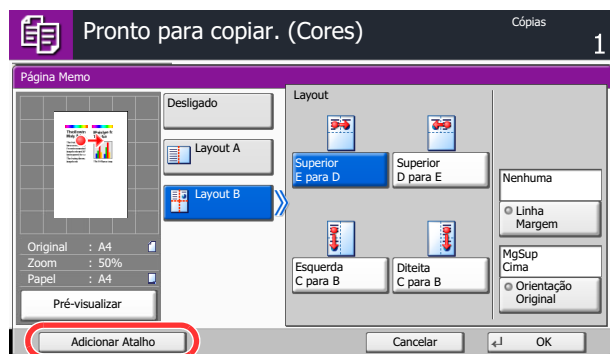 Pronto para copiar. (Cores)
Cópias
1
Página Memo
Desligado
Layout A
Layout B
Layout
Superior
E para D
Superior
D para E
Esquerda
C para B
Diteita
C para B
Nenhuma
Linha
Margem
MgSup
Cima
Orientação
Original
Original : A4
Zoom : 50%
Papel : A4
Pré-visualizar
Adicionar Atalho
Cancelar
OK